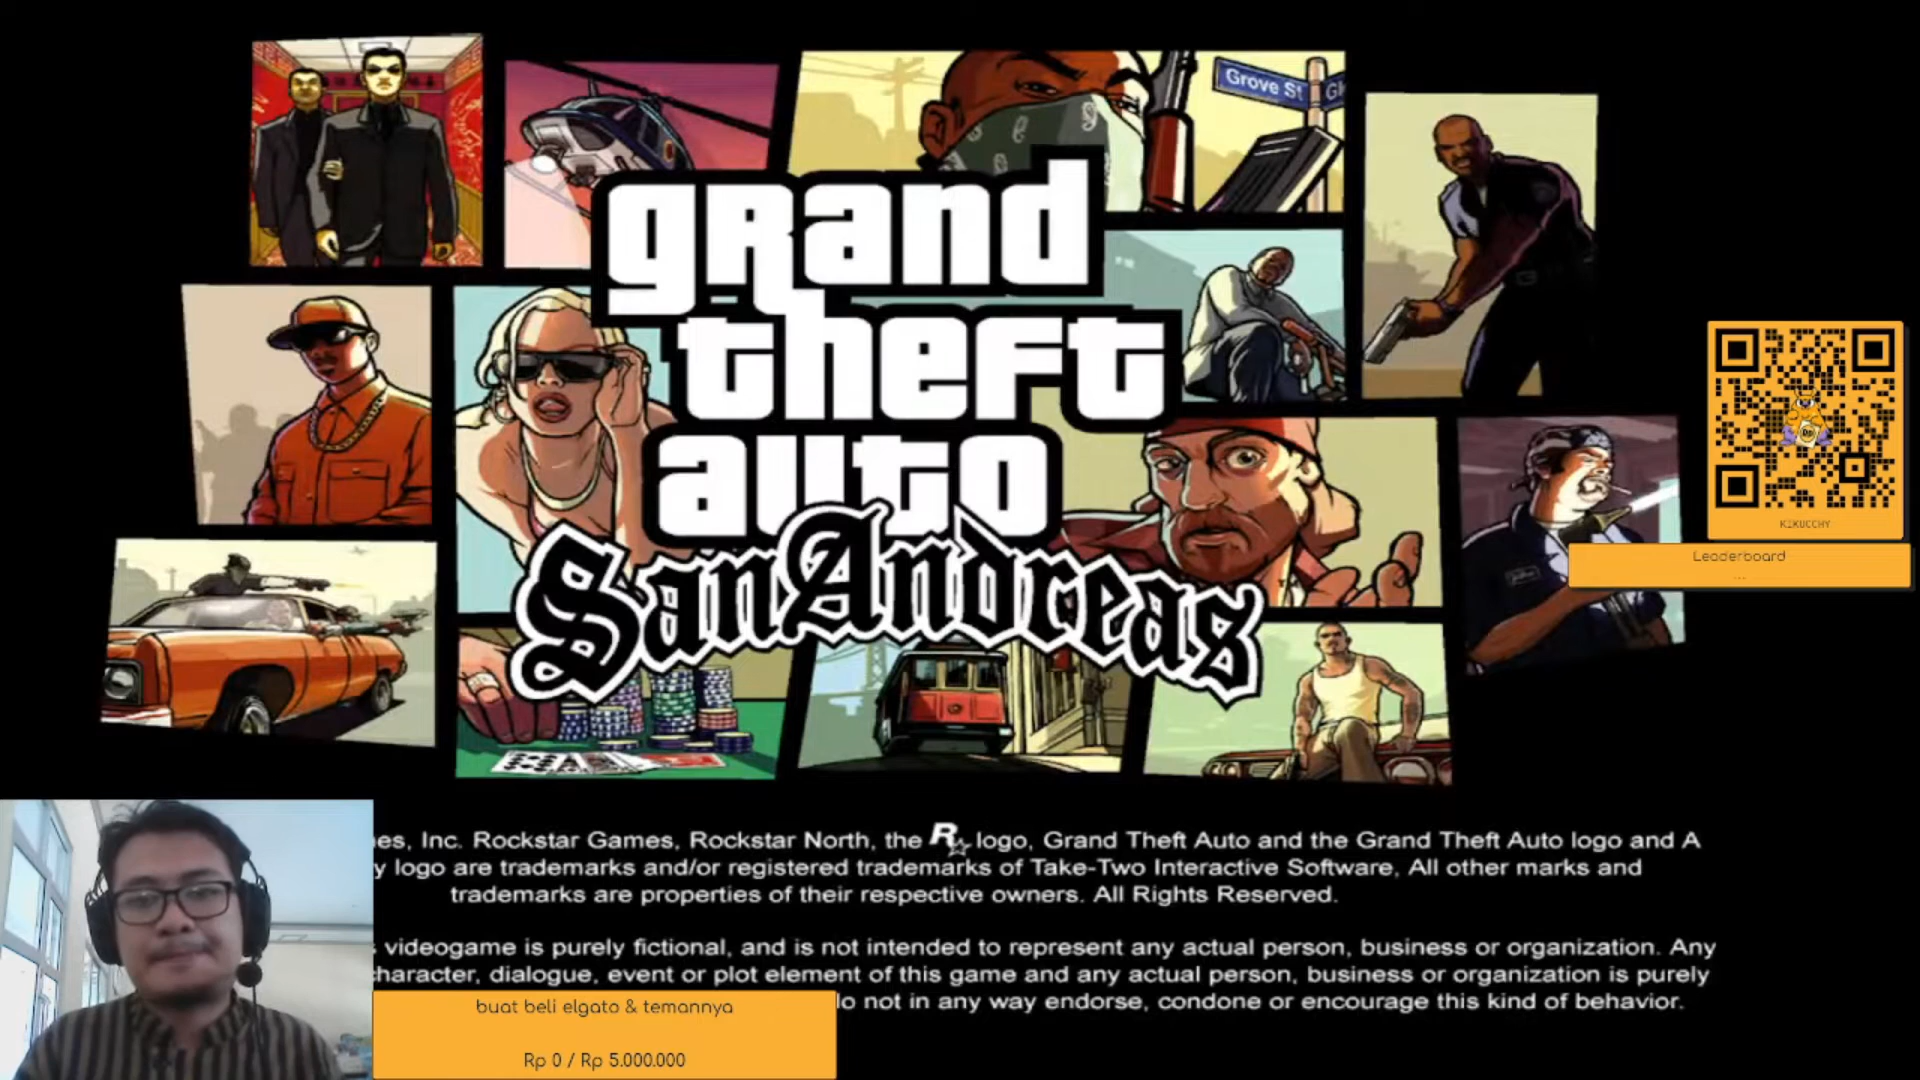 Grove St
grand
theft
auto
San Andreas
KIKUCCHY
Leaderboard
...
es, Inc. Rockstar Games, Rockstar North, the R logo, Grand Theft Auto and the Grand Theft Auto logo and A
y logo are trademarks and/or registered trademarks of Take-Two Interactive Software, All other marks and
trademarks are properties of their respective owners. All Rights Reserved.
videogame is purely fictional, and is not intended to represent any actual person, business or organization. Any
character, dialogue, event or plot element of this game and any actual person, business or organization is purely
do not in any way endorse, condone or encourage this kind of behavior.
buat beli elgato & temannya
Rp 0 / Rp 5.000.000